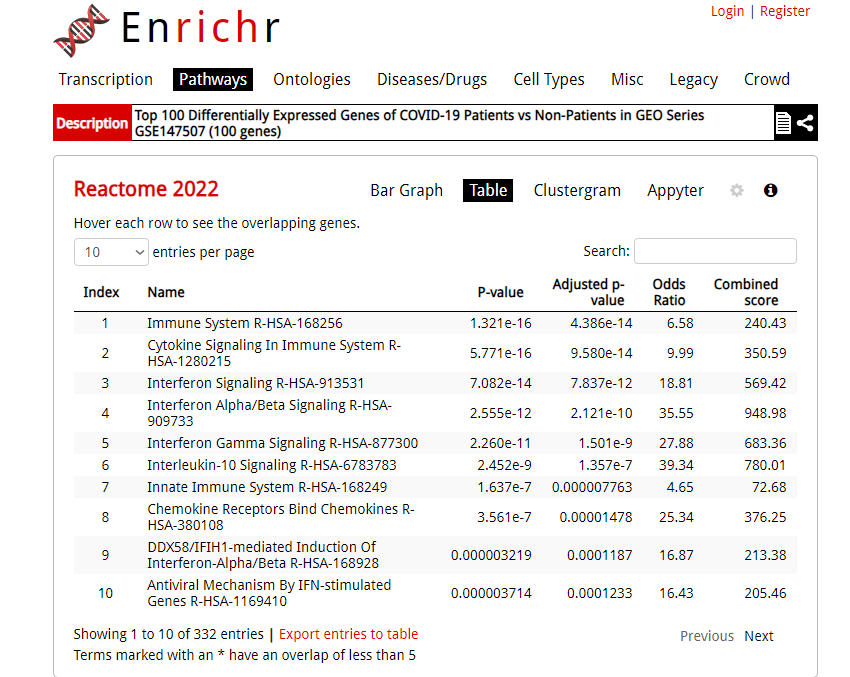 Login | Register
Enrichr
Transcription Pathways Ontologies Diseases/Drugs Cell Types Misc Legacy Crowd
Description Top 100 Differentially Expressed Genes of COVID-19 Patients vs Non-Patients in GEO Series
GSE147507 (100 genes)
Reactome 2022 Bar Graph Table Clustergram Appyter
Hover each row to see the overlapping genes.
10 entries per page Search:
Index Name P-value Adjusted p-value Odds Ratio Combined score
1 Immune System R-HSA-168256 1.321e-16 4.386e-14 6.58 240.43
2 Cytokine Signaling In Immune System R-HSA-1280215 5.771e-16 9.580e-14 9.99 350.59
3 Interferon Signaling R-HSA-913531 7.082e-14 7.837e-12 18.81 569.42
4 Interferon Alpha/Beta Signaling R-HSA-909733 2.555e-12 2.121e-10 35.55 948.98
5 Interferon Gamma Signaling R-HSA-877300 2.260e-11 1.501e-9 27.88 683.36
6 Interleukin-10 Signaling R-HSA-6783783 2.452e-9 1.357e-7 39.34 780.01
7 Innate Immune System R-HSA-168249 1.637e-7 0.000007763 4.65 72.68
8 Chemokine Receptors Bind Chemokines R-HSA-380108 3.561e-7 0.00001478 25.34 376.25
9 DDX58/IFIH1-mediated Induction Of Interferon-Alpha/Beta R-HSA-168928 0.000003219 0.0001187 16.87 213.38
10 Antiviral Mechanism By IFN-stimulated Genes R-HSA-1169410 0.000003714 0.0001233 16.43 205.46
Showing 1 to 10 of 332 entries | Export entries to table Previous Next
Terms marked with an * have an overlap of less than 5